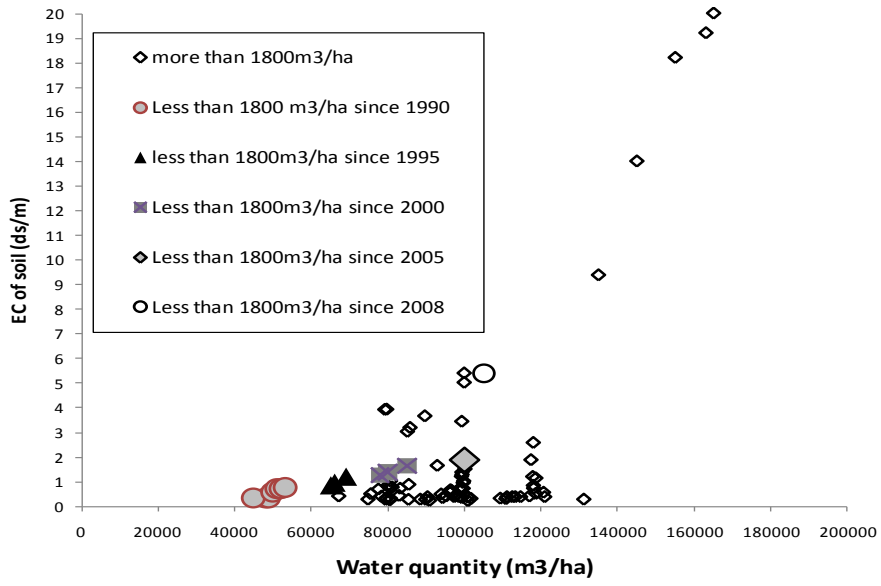 20
19
18
17
16
15
14
13
12
11
10
9
8
7
6
5
4
3
2
1
0
EC of soil (ds/m)
more than 1800m3/ha
Less than 1800 m3/ha since 1990
less than 1800m3/ha since 1995
Less than 1800m3/ha since 2000
Less than 1800m3/ha since 2005
Less than 1800m3/ha since 2008
0 20000 40000 60000 80000 100000 120000 140000 160000 180000 200000
Water quantity (m3/ha)